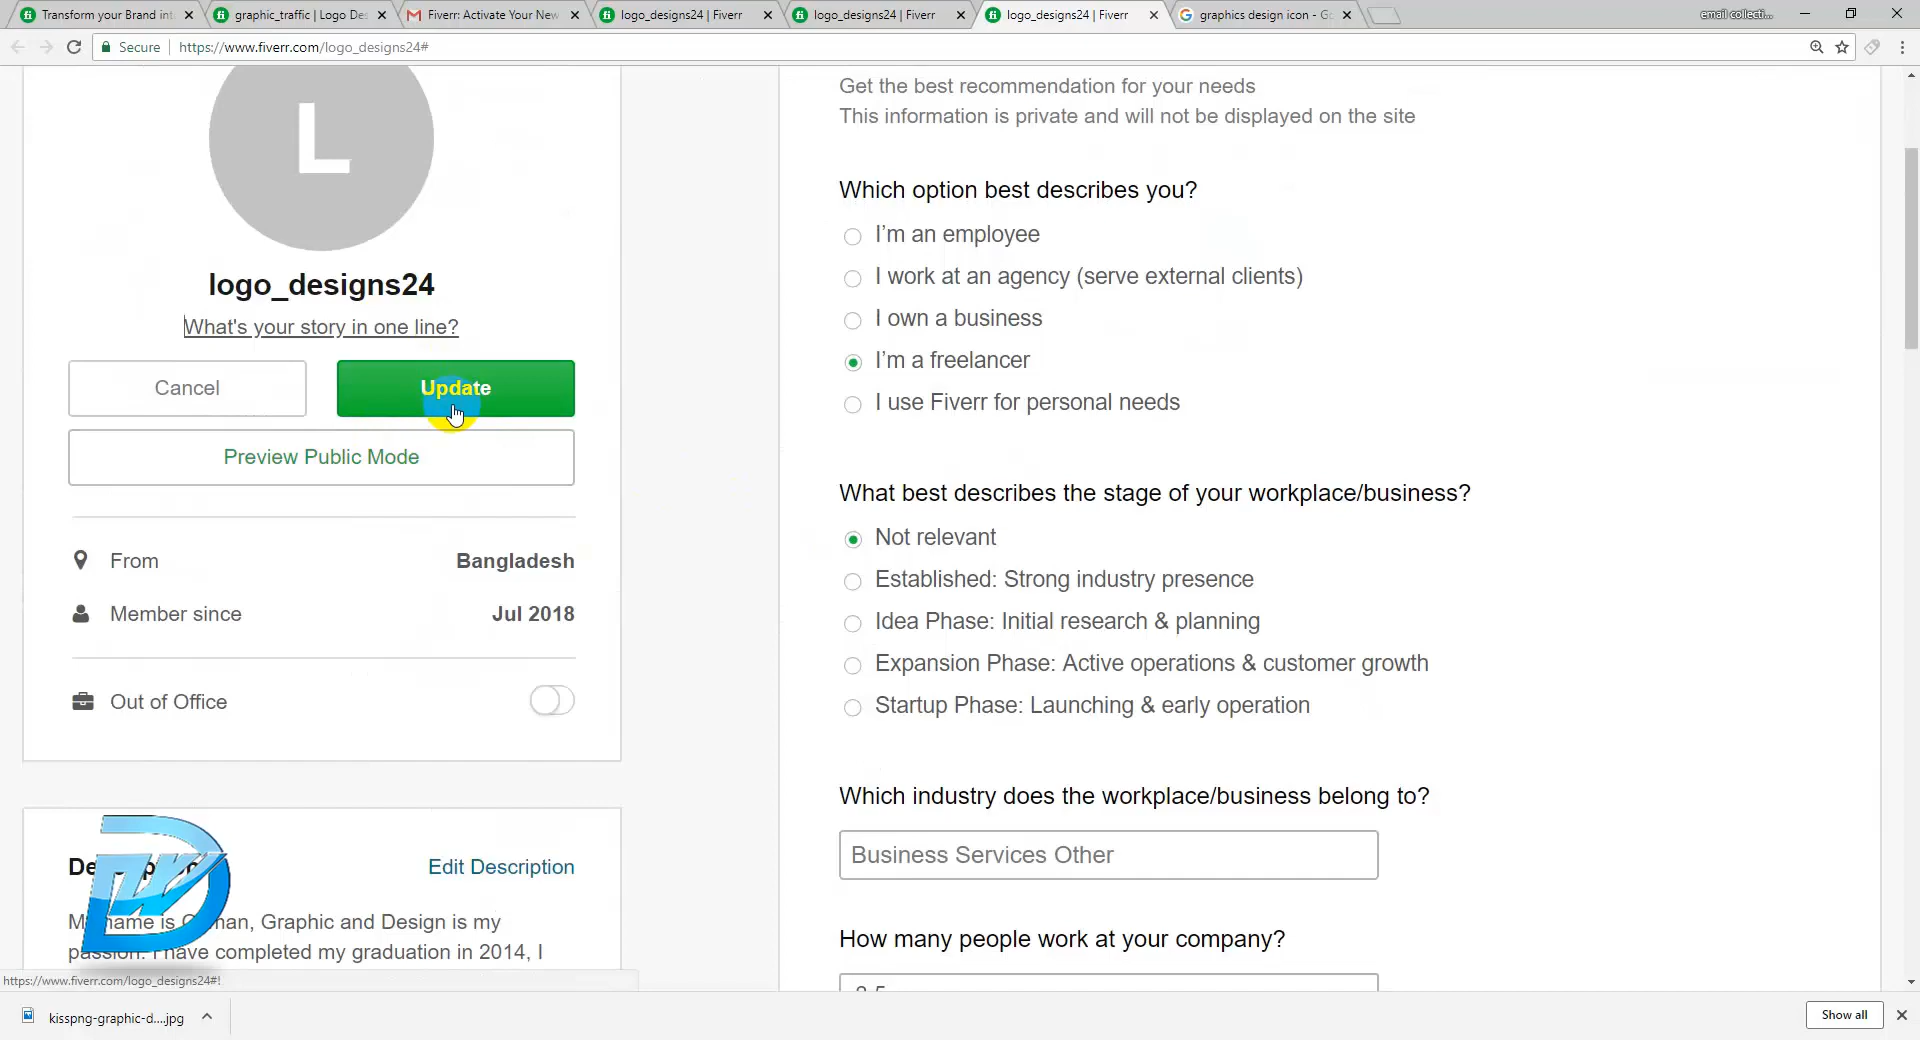 Transform your Brand int
graphic_traffic | Logo Des
Fiverr: Activate Your New
logo_designs24 | Fiverr
logo_designs24 | Fiverr
logo_designs24 | Fiverr
graphics design icon - Go
email collecti...
Secure
https://www.fiverr.com/logo_designs24#
L
logo_designs24
What's your story in one line?
Cancel
Update
Preview Public Mode
From
Bangladesh
Member since
Jul 2018
Out of Office
Edit Description
Graphic and Design is my
have completed my graduation in 2014, I
https://www.fiverr.com/logo_designs24#!
Get the best recommendation for your needs
This information is private and will not be displayed on the site
Which option best describes you?
I'm an employee
I work at an agency (serve external clients)
I own a business
I'm a freelancer
I use Fiverr for personal needs
What best describes the stage of your workplace/business?
Not relevant
Established: Strong industry presence
Idea Phase: Initial research & planning
Expansion Phase: Active operations & customer growth
Startup Phase: Launching & early operation
Which industry does the workplace/business belong to?
Business Services Other
How many people work at your company?
kisspng-graphic-d....jpg
Show all